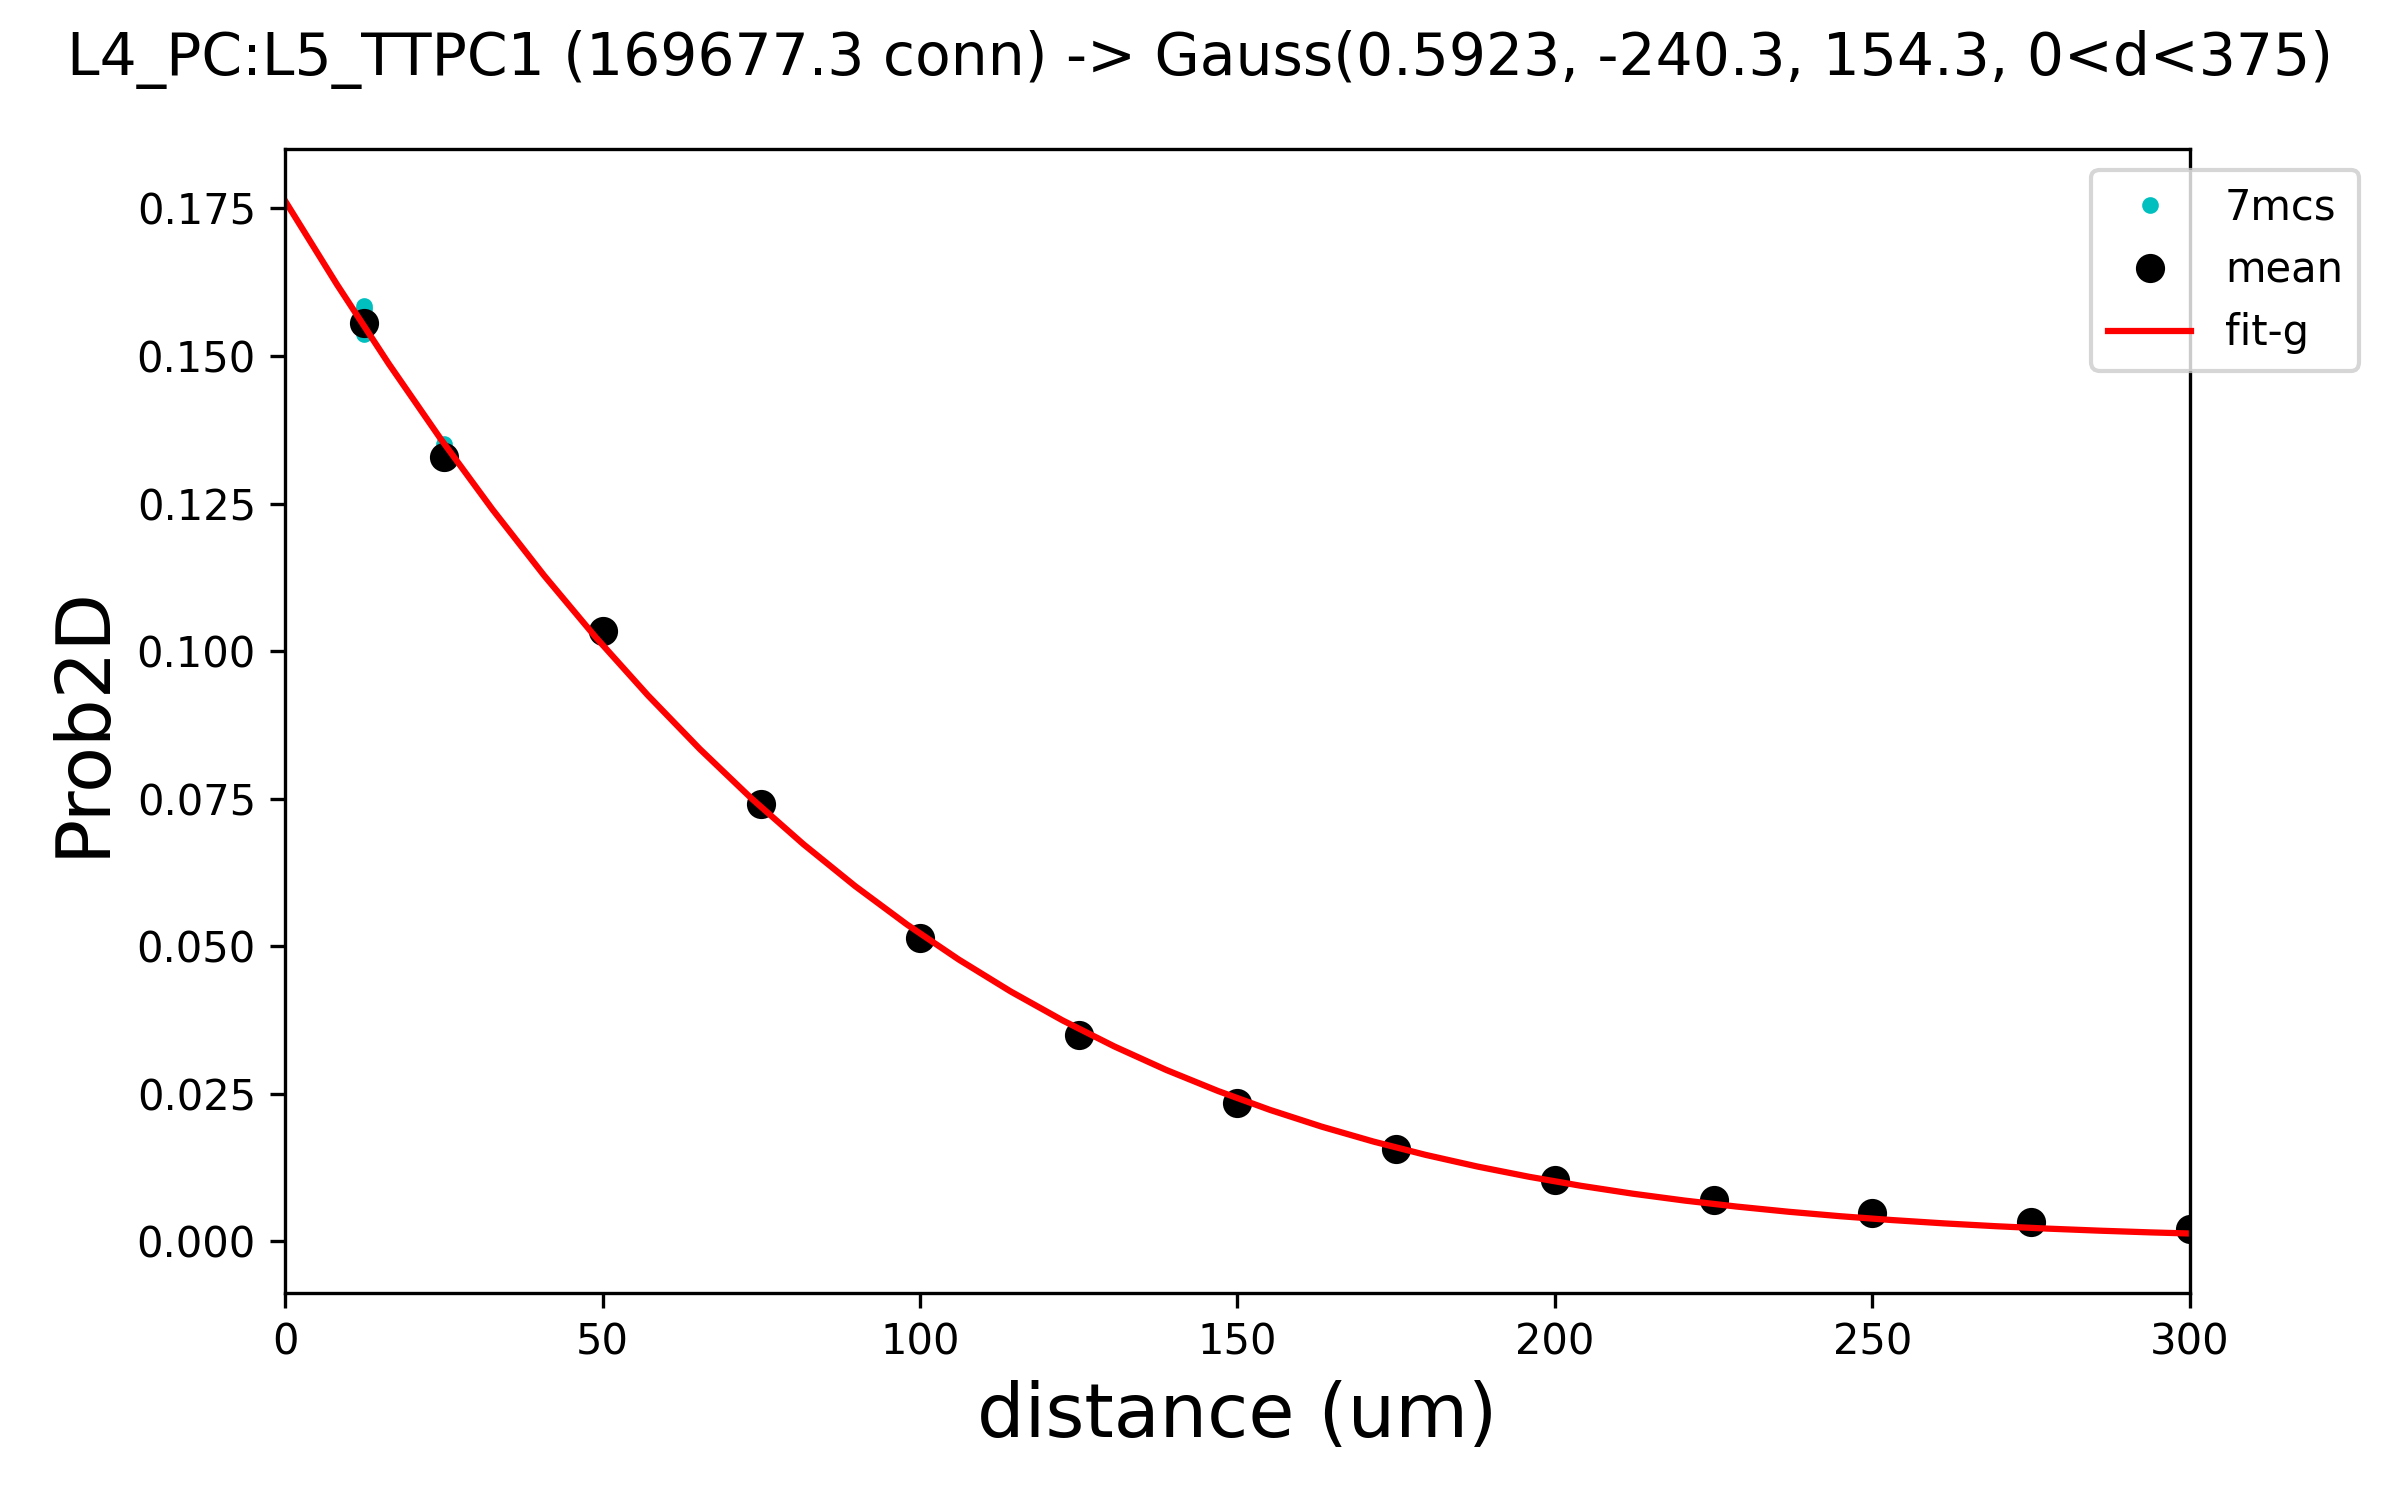 L4_PC:L5_TTPC1 (169677.3 conn) -> Gauss(0.5923, -240.3, 154.3, 0<d<375)
7mcs
mean
fit-g
Prob2D
0.175
0.150
0.125
0.100
0.075
0.050
0.025
0.000
0 50 100 150 200 250 300
distance (um)